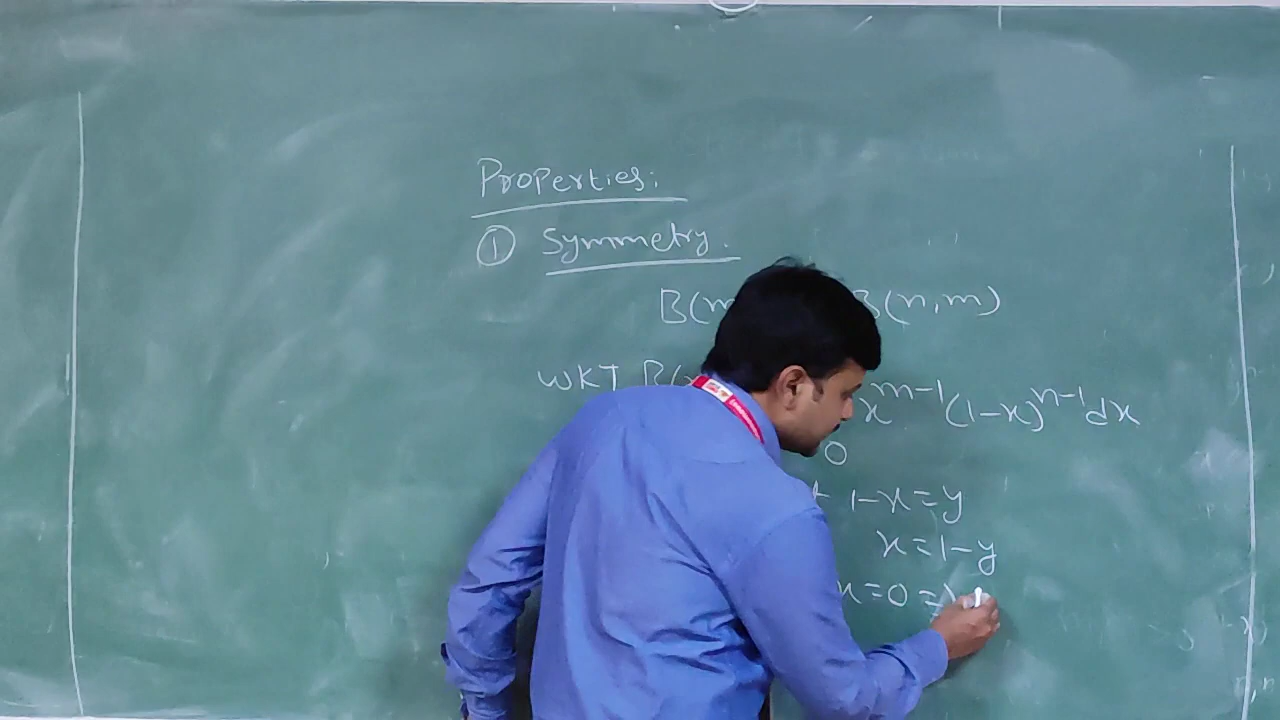 Properties:
① Symmetry.
B(m B(n,m)
WKT B( x^{m-1}(1-x)^{n-1}dx
0
1-x=y
x=1-y
x=0 ⇒